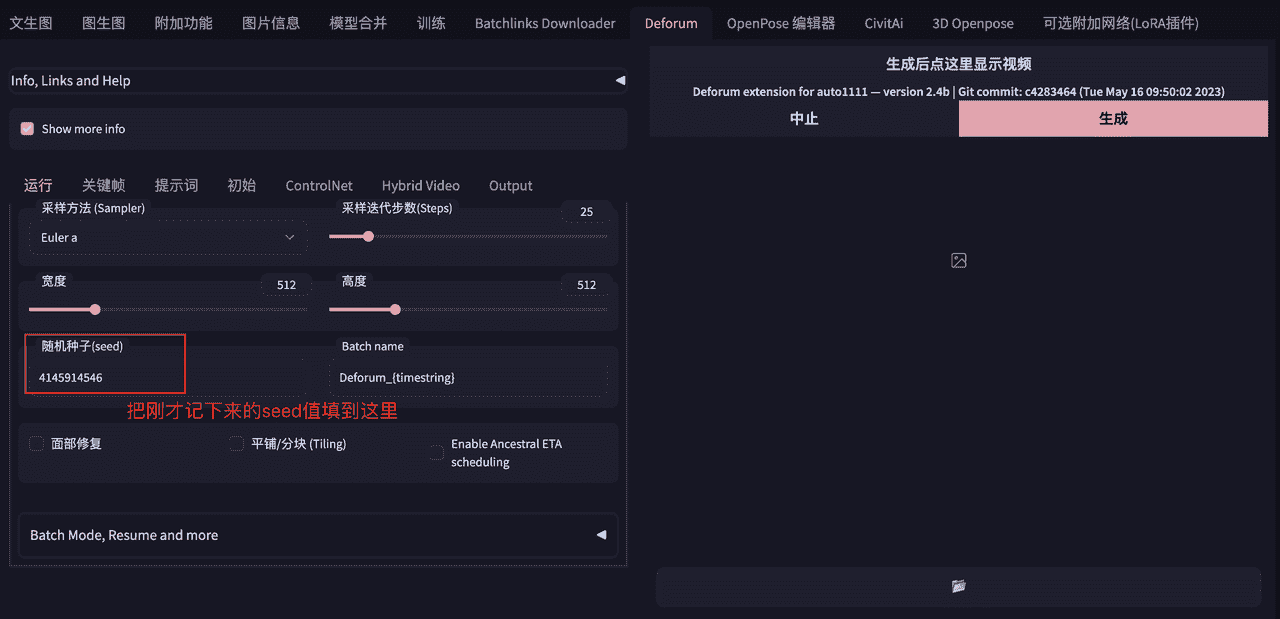 文生图 图生图 附加功能 图片信息 模型合并 训练 Batchlinks Downloader Deforum OpenPose 编辑器 CivitAi 3D Openpose 可选附加网络(LoRA插件)
Info, Links and Help
Show more info
运行 关键帧 提示词 初始 ControlNet Hybrid Video Output
采样方法 (Sampler)
Euler a
采样迭代步数(Steps)
25
宽度
512
高度
512
随机种子(seed)
4145914546
Batch name
Deforum_{timestring}
把刚才记下来的seed值填到这里
面部修复
平铺/分块 (Tiling)
Enable Ancestral ETA
scheduling
Batch Mode, Resume and more
生成后点这里显示视频
Deforum extension for auto1111 — version 2.4b | Git commit: c4283464 (Tue May 16 09:50:02 2023)
中止
生成